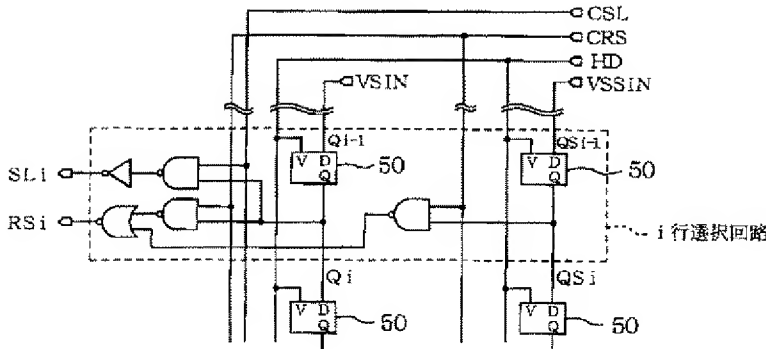 CSL
CRS
HD
VSIN
VSSIN
Qi-1
QSi-1
V D
Q
50
V D
Q
50
SLi
RSi
i 行選択回路
Qi
QSi
V D
Q
50
V D
Q
50